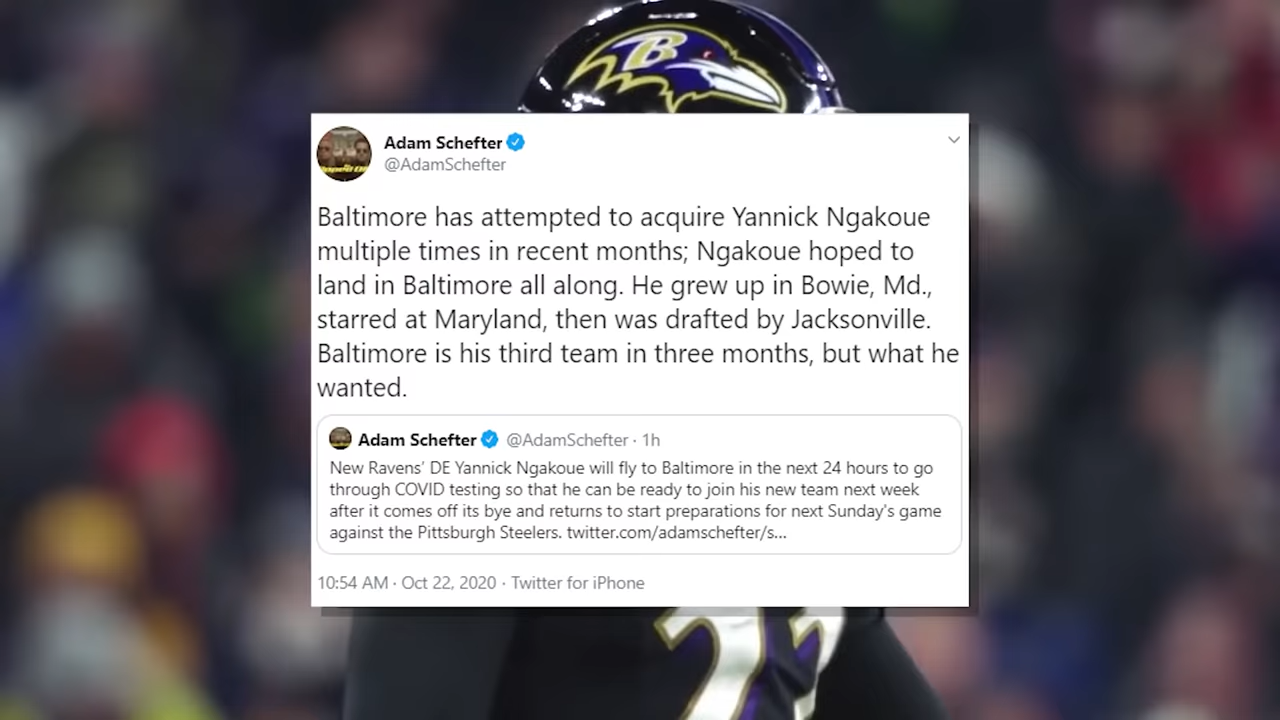 B
Adam Schefter
@AdamSchefter
Baltimore has attempted to acquire Yannick Ngakoue
multiple times in recent months; Ngakoue hoped to
land in Baltimore all along. He grew up in Bowie, Md.,
starred at Maryland, then was drafted by Jacksonville.
Baltimore is his third team in three months, but what he
wanted.
Adam Schefter @AdamSchefter · 1h
New Ravens' DE Yannick Ngakoue will fly to Baltimore in the next 24 hours to go
through COVID testing so that he can be ready to join his new team next week
after it comes off its bye and returns to start preparations for next Sunday's game
against the Pittsburgh Steelers. twitter.com/adamschefter/s...
10:54 AM · Oct 22, 2020 · Twitter for iPhone